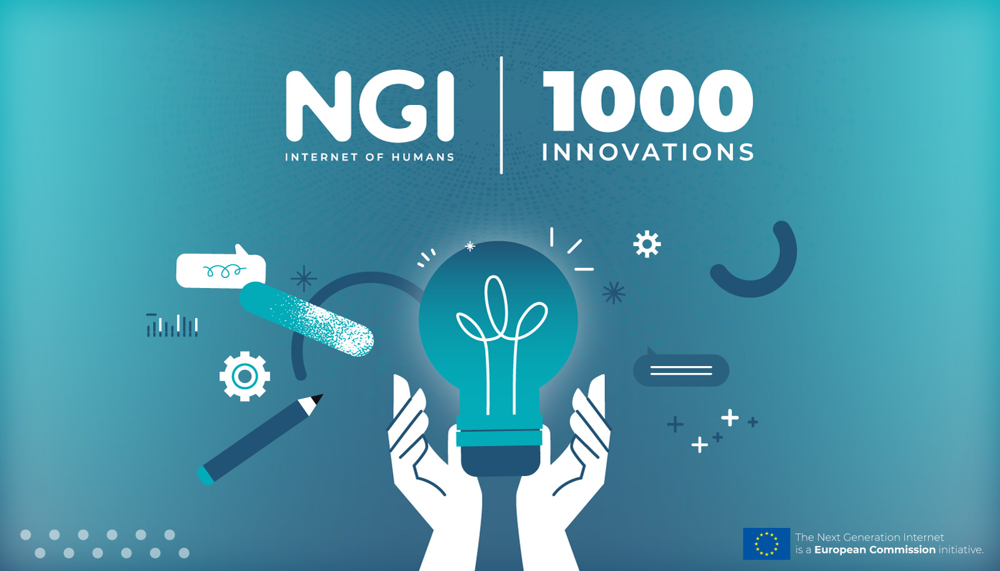 NGI
INTERNET OF HUMANS
1000
INNOVATIONS
The Next Generation Internet
is a European Commission initiative.